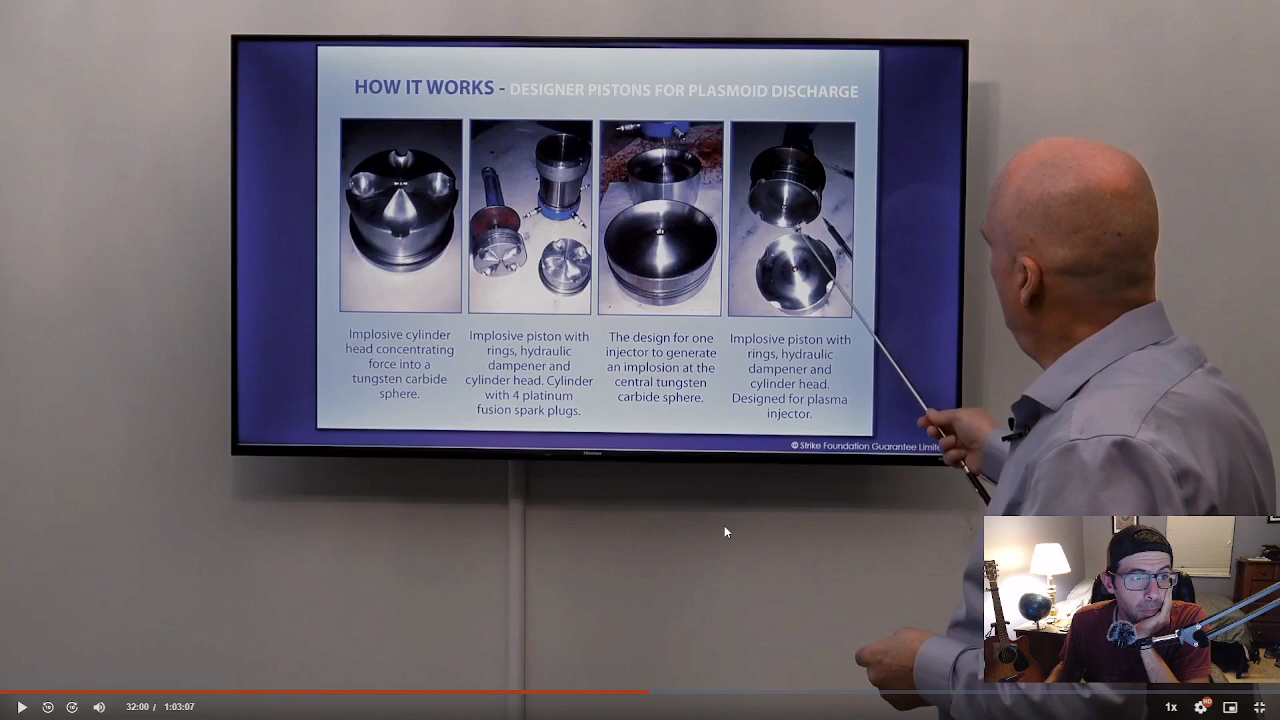 HOW IT WORKS - DESIGNER PISTONS FOR PLASMOID DISCHARGE
Implosive cylinder
head concentrating
force into a
tungsten carbide
sphere.
Implosive piston with
rings, hydraulic
dampener and
cylinder head. Cylinder
with 4 platinum
fusion spark plugs.
The design for one
injector to generate
an implosion at the
central tungsten
carbide sphere.
Implosive piston with
rings, hydraulic
dampener and
cylinder head.
Designed for plasma
injector.
© Strike Foundation Guarantee Limite
Hisense
32:00 / 1:03:07
1x
HD